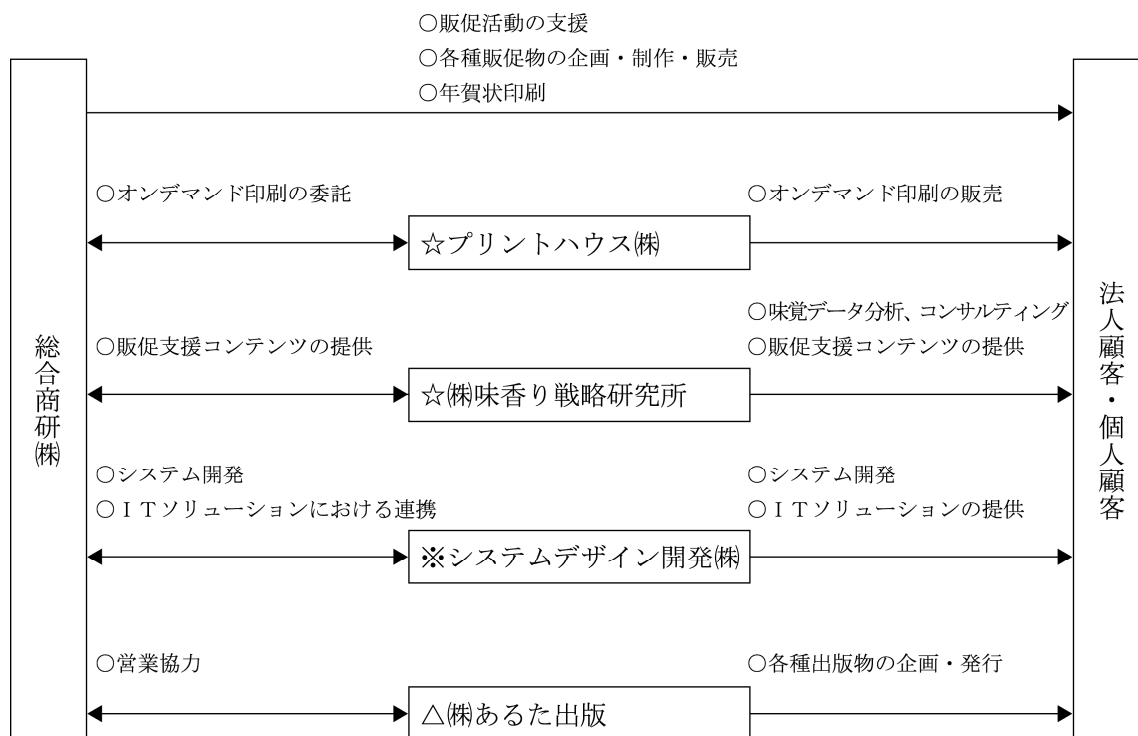 ○販促活動の支援
○各種販促物の企画・制作・販売
○年賀状印刷
総合商研㈱
法人顧客・個人顧客
○オンデマンド印刷の委託
○オンデマンド印刷の販売
☆プリントハウス㈱
○味覚データ分析、コンサルティング
○販促支援コンテンツの提供
○販促支援コンテンツの提供
☆㈱味香り戦略研究所
○システム開発
○システム開発
○ＩＴソリューションにおける連携
○ＩＴソリューションの提供
※システムデザイン開発㈱
○営業協力
○各種出版物の企画・発行
△㈱あるた出版